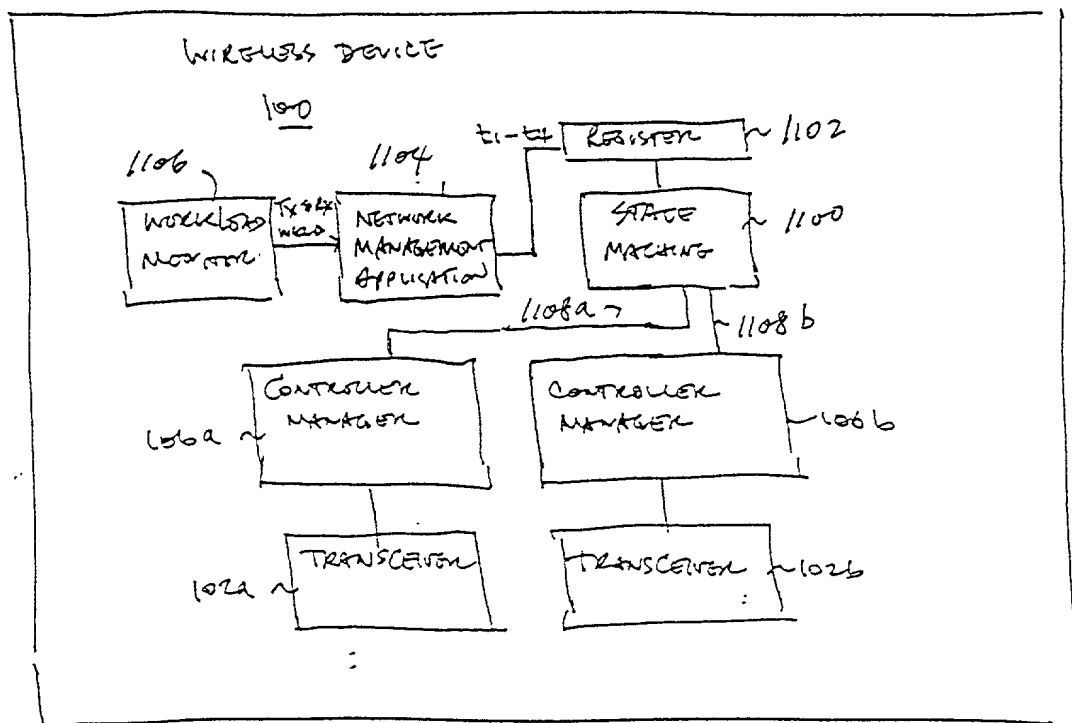 WIRELESS DEVICE
100
t1-t4
REGISTER
1102
1106
1104
WORKLOAD
MONITOR
TX & RX
NETWORK
MANAGEMENT
APPLICATION
STATE
MACHINE
1100
1108a
1108b
CONTROLLER
MANAGER
106a
CONTROLLER
MANAGER
106b
TRANSCEIVER
102a
TRANSCEIVER
102b